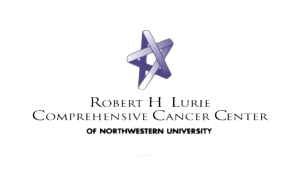 ROBERT H. LURIE
COMPREHENSIVE CANCER CENTER
OF NORTHWESTERN UNIVERSITY